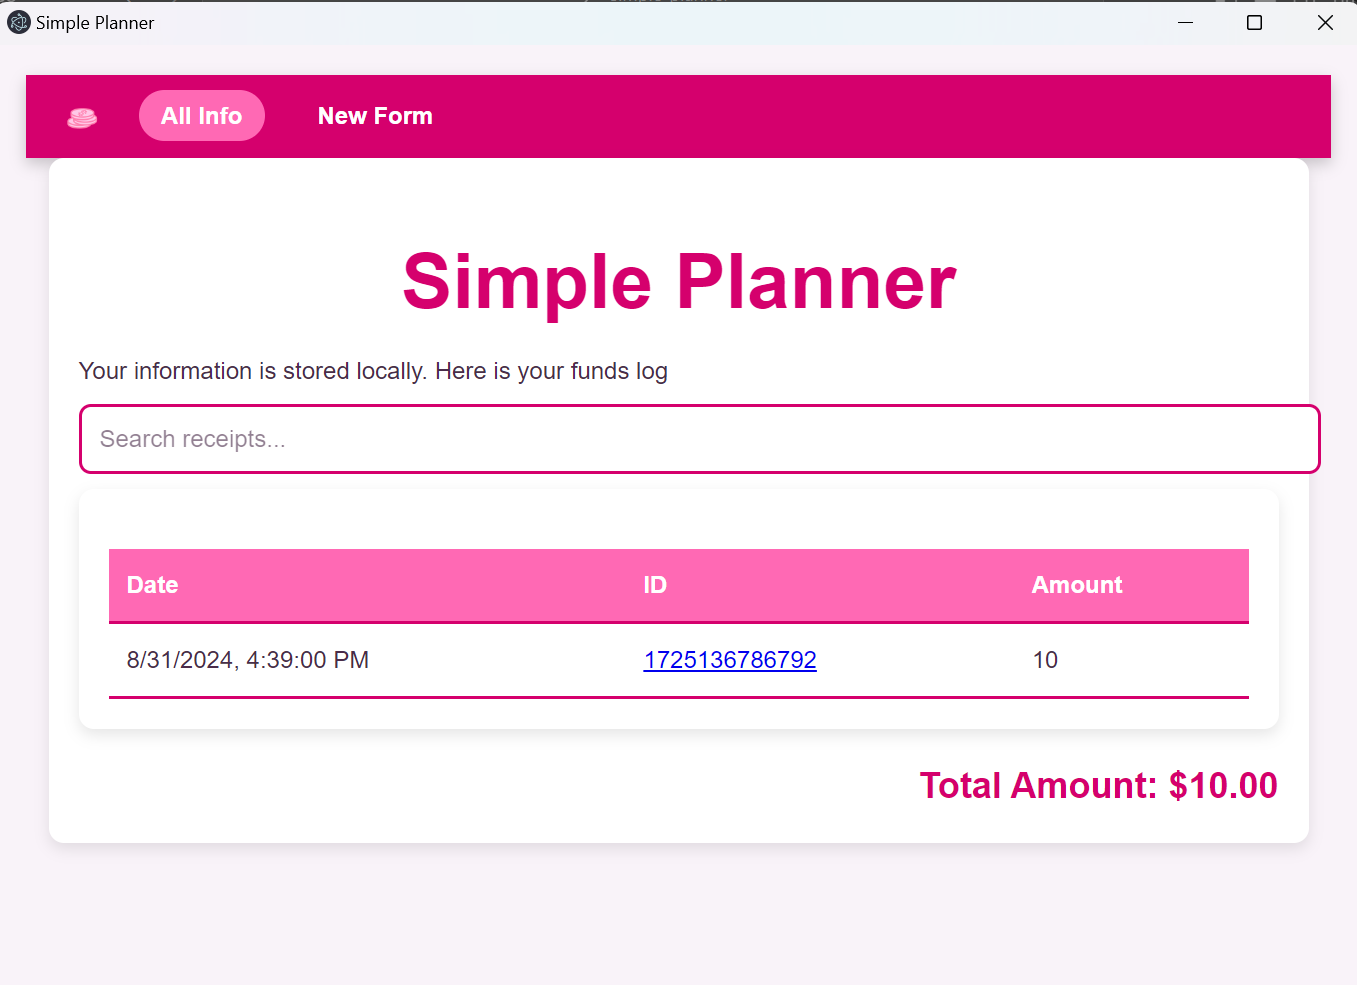 Simple Planner
All Info New Form
Simple Planner
Your information is stored locally. Here is your funds log
Search receipts...
Date ID Amount
8/31/2024, 4:39:00 PM 1725136786792 10
Total Amount: $10.00